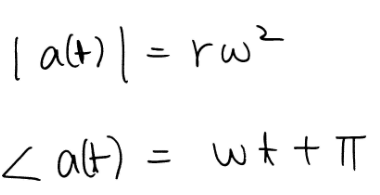 | a(t) | = rω²
∠ a(t) = ωt + π